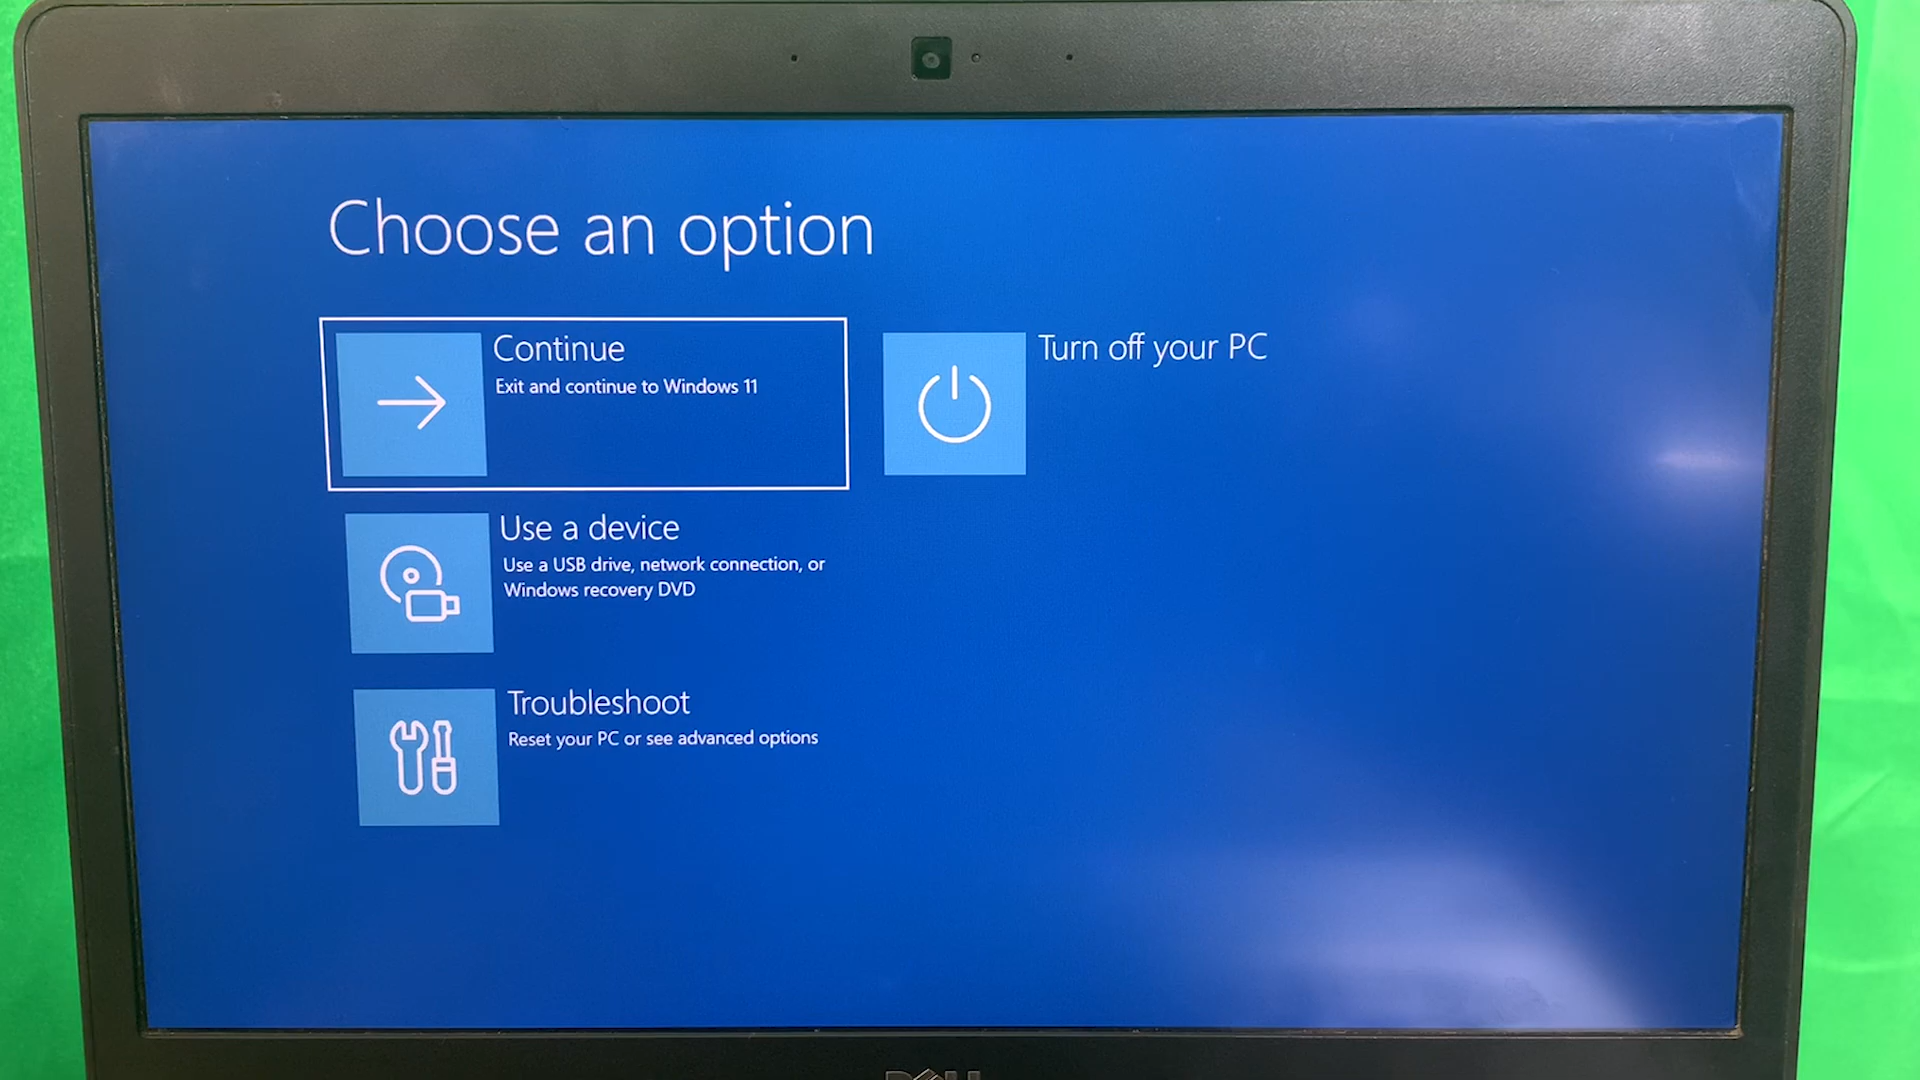 Choose an option
Continue
Exit and continue to Windows 11
Turn off your PC
Use a device
Use a USB drive, network connection, or
Windows recovery DVD
Troubleshoot
Reset your PC or see advanced options
DELL